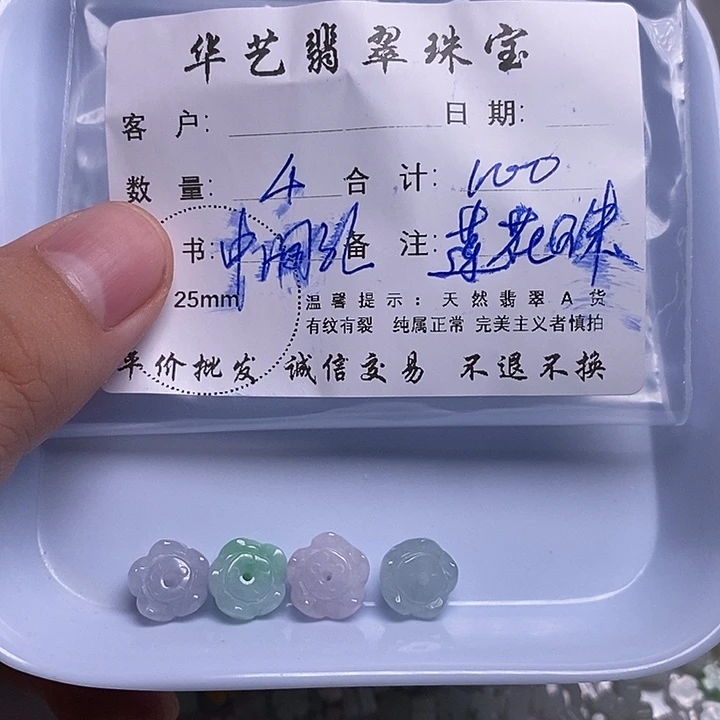 华艺翡翠珠宝
客户: 日期:
数量: 4 合计: 100
书: 中间孔 备注: 莲花珠
25mm 温馨提示: 天然翡翠A货
有纹有裂 纯属正常 完美主义者慎拍
平价批发 诚信交易 不退不换